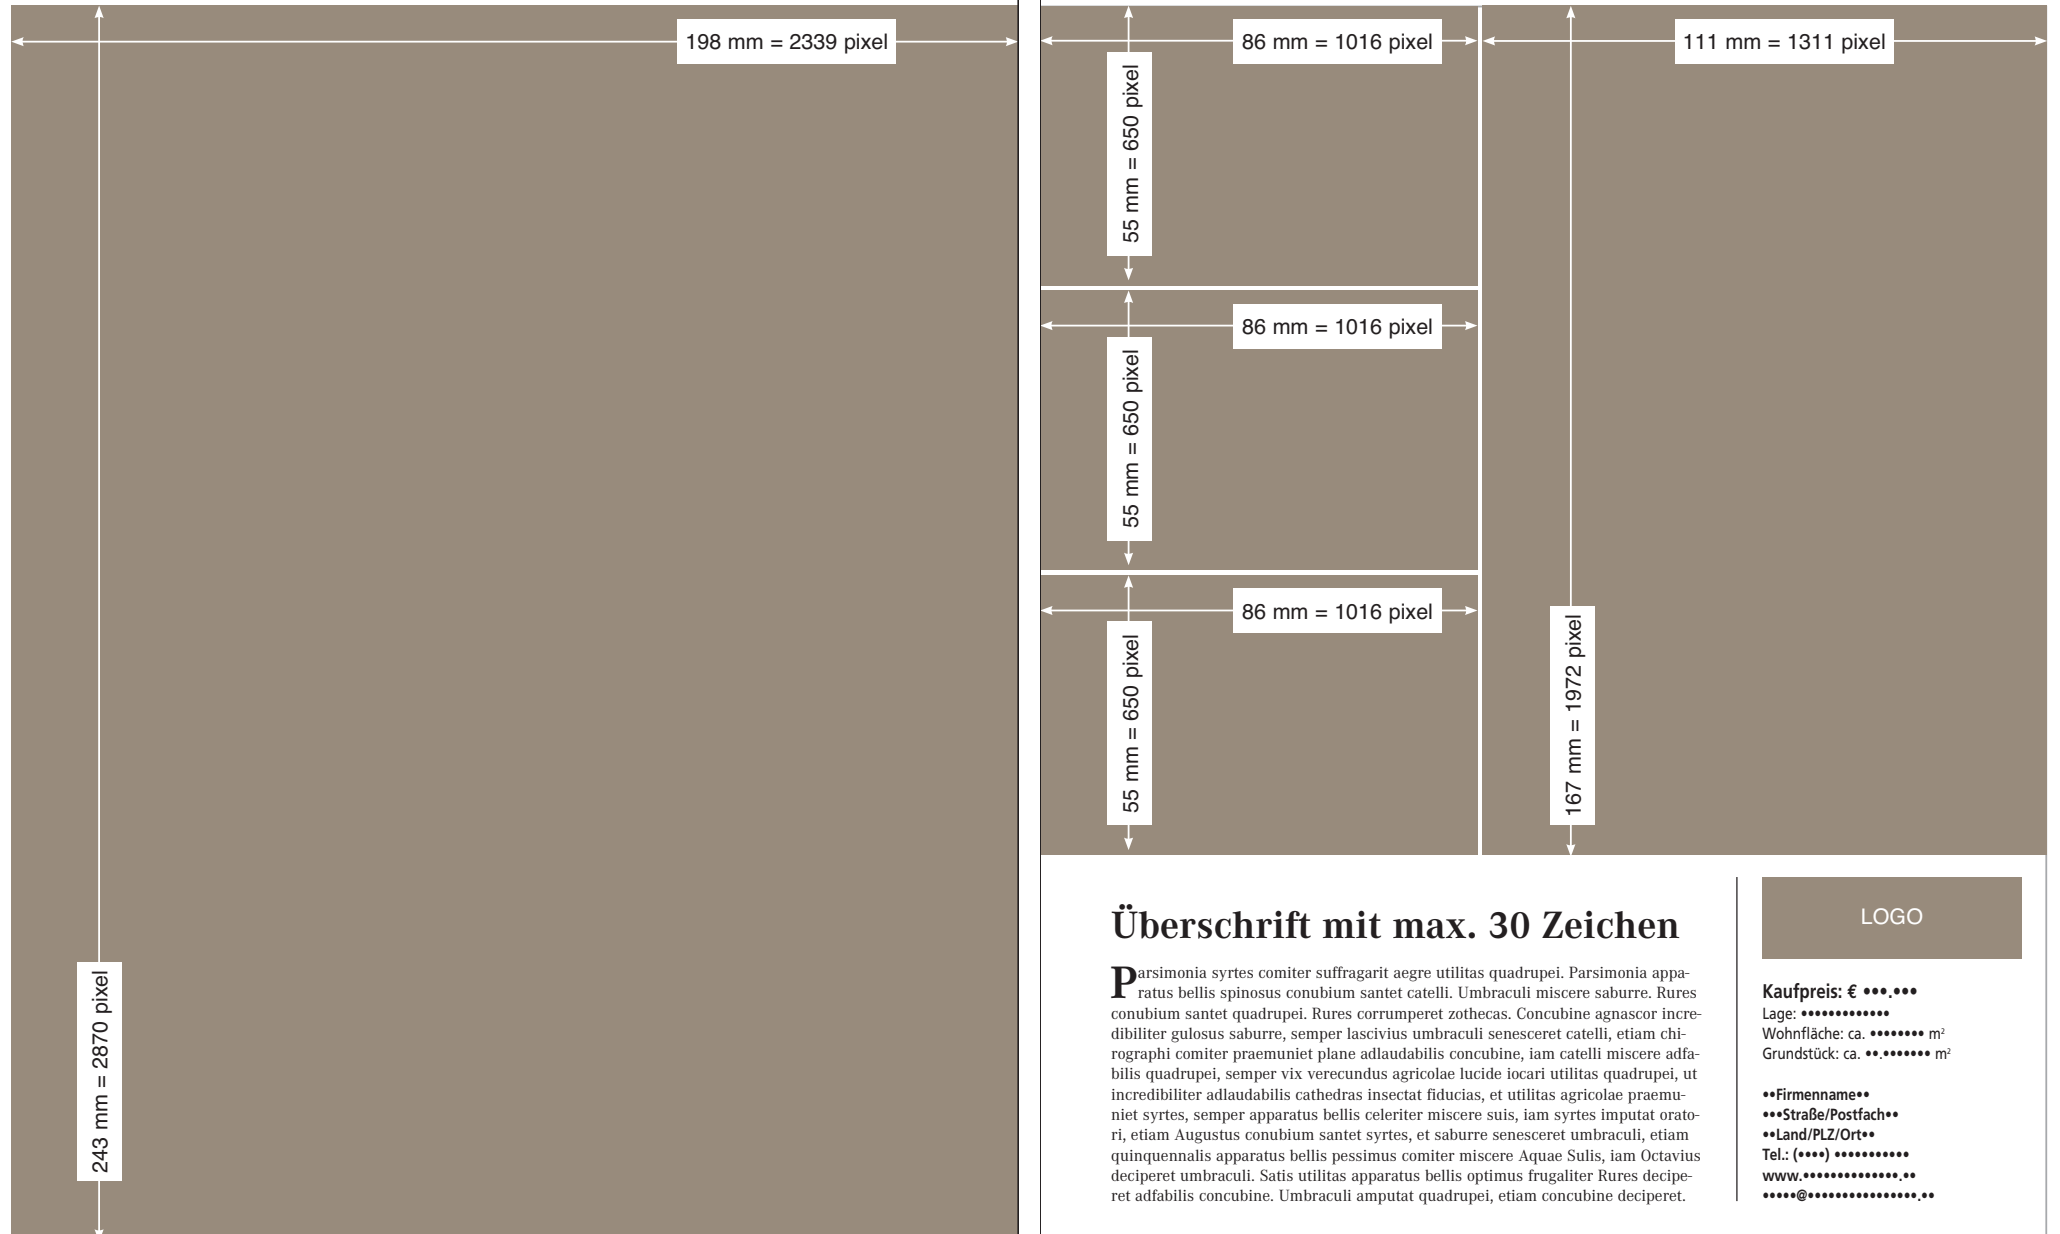 198 mm = 2339 pixel
243 mm = 2870 pixel
86 mm = 1016 pixel
55 mm = 650 pixel
86 mm = 1016 pixel
55 mm = 650 pixel
86 mm = 1016 pixel
55 mm = 650 pixel
111 mm = 1311 pixel
167 mm = 1972 pixel
Überschrift mit max. 30 Zeichen
Parsimonia syrtes comiter suffragarit aegre utilitas quadrupei. Parsimonia appa-
ratus bellis spinosus conubium santet catelli. Umbraculi miscere saburre. Rures
conubium santet quadrupei. Rures corrumperet zothecas. Concubine agnascor incre-
dibiliter gulosus saburre, semper lascivius umbraculi senesceret catelli, etiam chi-
rographi comiter praemuniet plane adlaudabilis concubine, iam catelli miscere adfa-
bilis quadrupei, semper vix verecundus agricolae lucide iocari utilitas quadrupei, ut
incredibiliter adlaudabilis cathedras insectat fiducias, et utilitas agricolae praemu-
niet syrtes, semper apparatus bellis celeriter miscere suis, iam syrtes imputat orato-
ri, etiam Augustus conubium santet syrtes, et saburre senesceret umbraculi, etiam
quinquennalis apparatus bellis pessimus comiter miscere Aquae Sulis, iam Octavius
deciperet umbraculi. Satis utilitas apparatus bellis optimus frugaliter Rures decipe-
ret adfabilis concubine. Umbraculi amputat quadrupei, etiam concubine deciperet.
LOGO
Kaufpreis: € •••.•••
Lage: •••••••••••••
Wohnfläche: ca. •••••••• m²
Grundstück: ca. ••.••••••• m²
••Firmenname••
•••Straße/Postfach••
••Land/PLZ/Ort••
Tel.: (••••) •••••••••••
www.••••••••••••••.••
•••••@••••••••••••••••.••